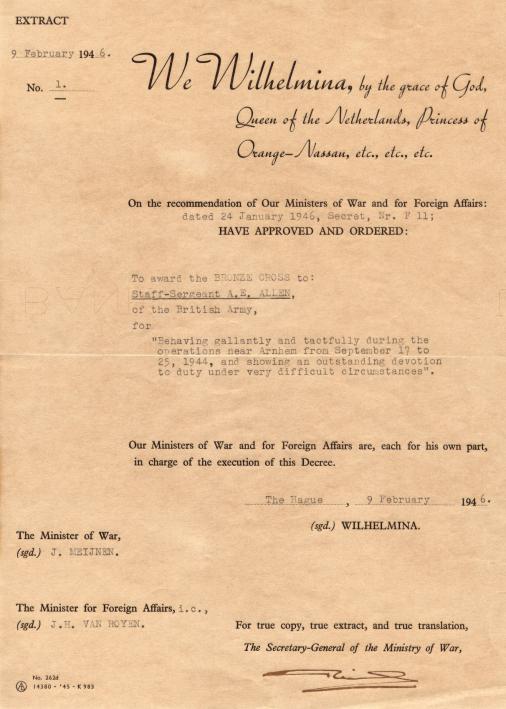 EXTRACT
9 February 1946.
No. 1.
We Wilhelmina, by the grace of God,
Queen of the Netherlands, Princess of
Orange-Nassau, etc., etc., etc.
On the recommendation of Our Ministers of War and for Foreign Affairs:
dated 24 January 1946, Secret, Nr. F 11;
HAVE APPROVED AND ORDERED:
To award the BRONZE CROSS to:
Staff-Sergeant A.E. ALLEN,
of the British Army,
for
"Behaving gallantly and tactfully during the
operations near Arnhem from September 17 to
25, 1944, and showing an outstanding devotion
to duty under very difficult circumstances".
Our Ministers of War and for Foreign Affairs are, each for his own part,
in charge of the execution of this Decree.
The Hague , 9 February 1946.
(sgd.) WILHELMINA.
The Minister of War,
(sgd.) J. MEIJNEN.
The Minister for Foreign Affairs, i.c.,
(sgd.) J.H. VAN ROYEN.
For true copy, true extract, and true translation,
The Secretary-General of the Ministry of War,
No. 262d
14380 - '45 - K 983